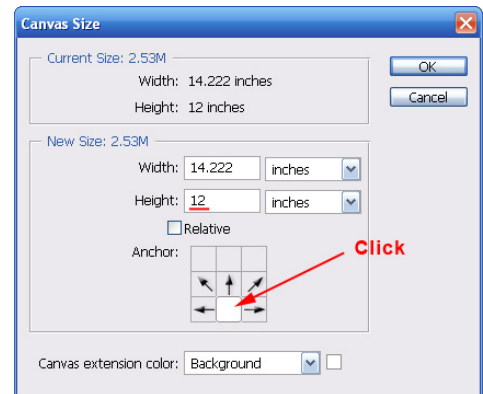 Canvas Size
Current Size: 2.53M
OK
Width: 14.222 inches
Cancel
Height: 12 inches
New Size: 2.53M
Width: 14.222 inches
Height: 12 inches
Relative
Anchor:
Click
Canvas extension color: Background